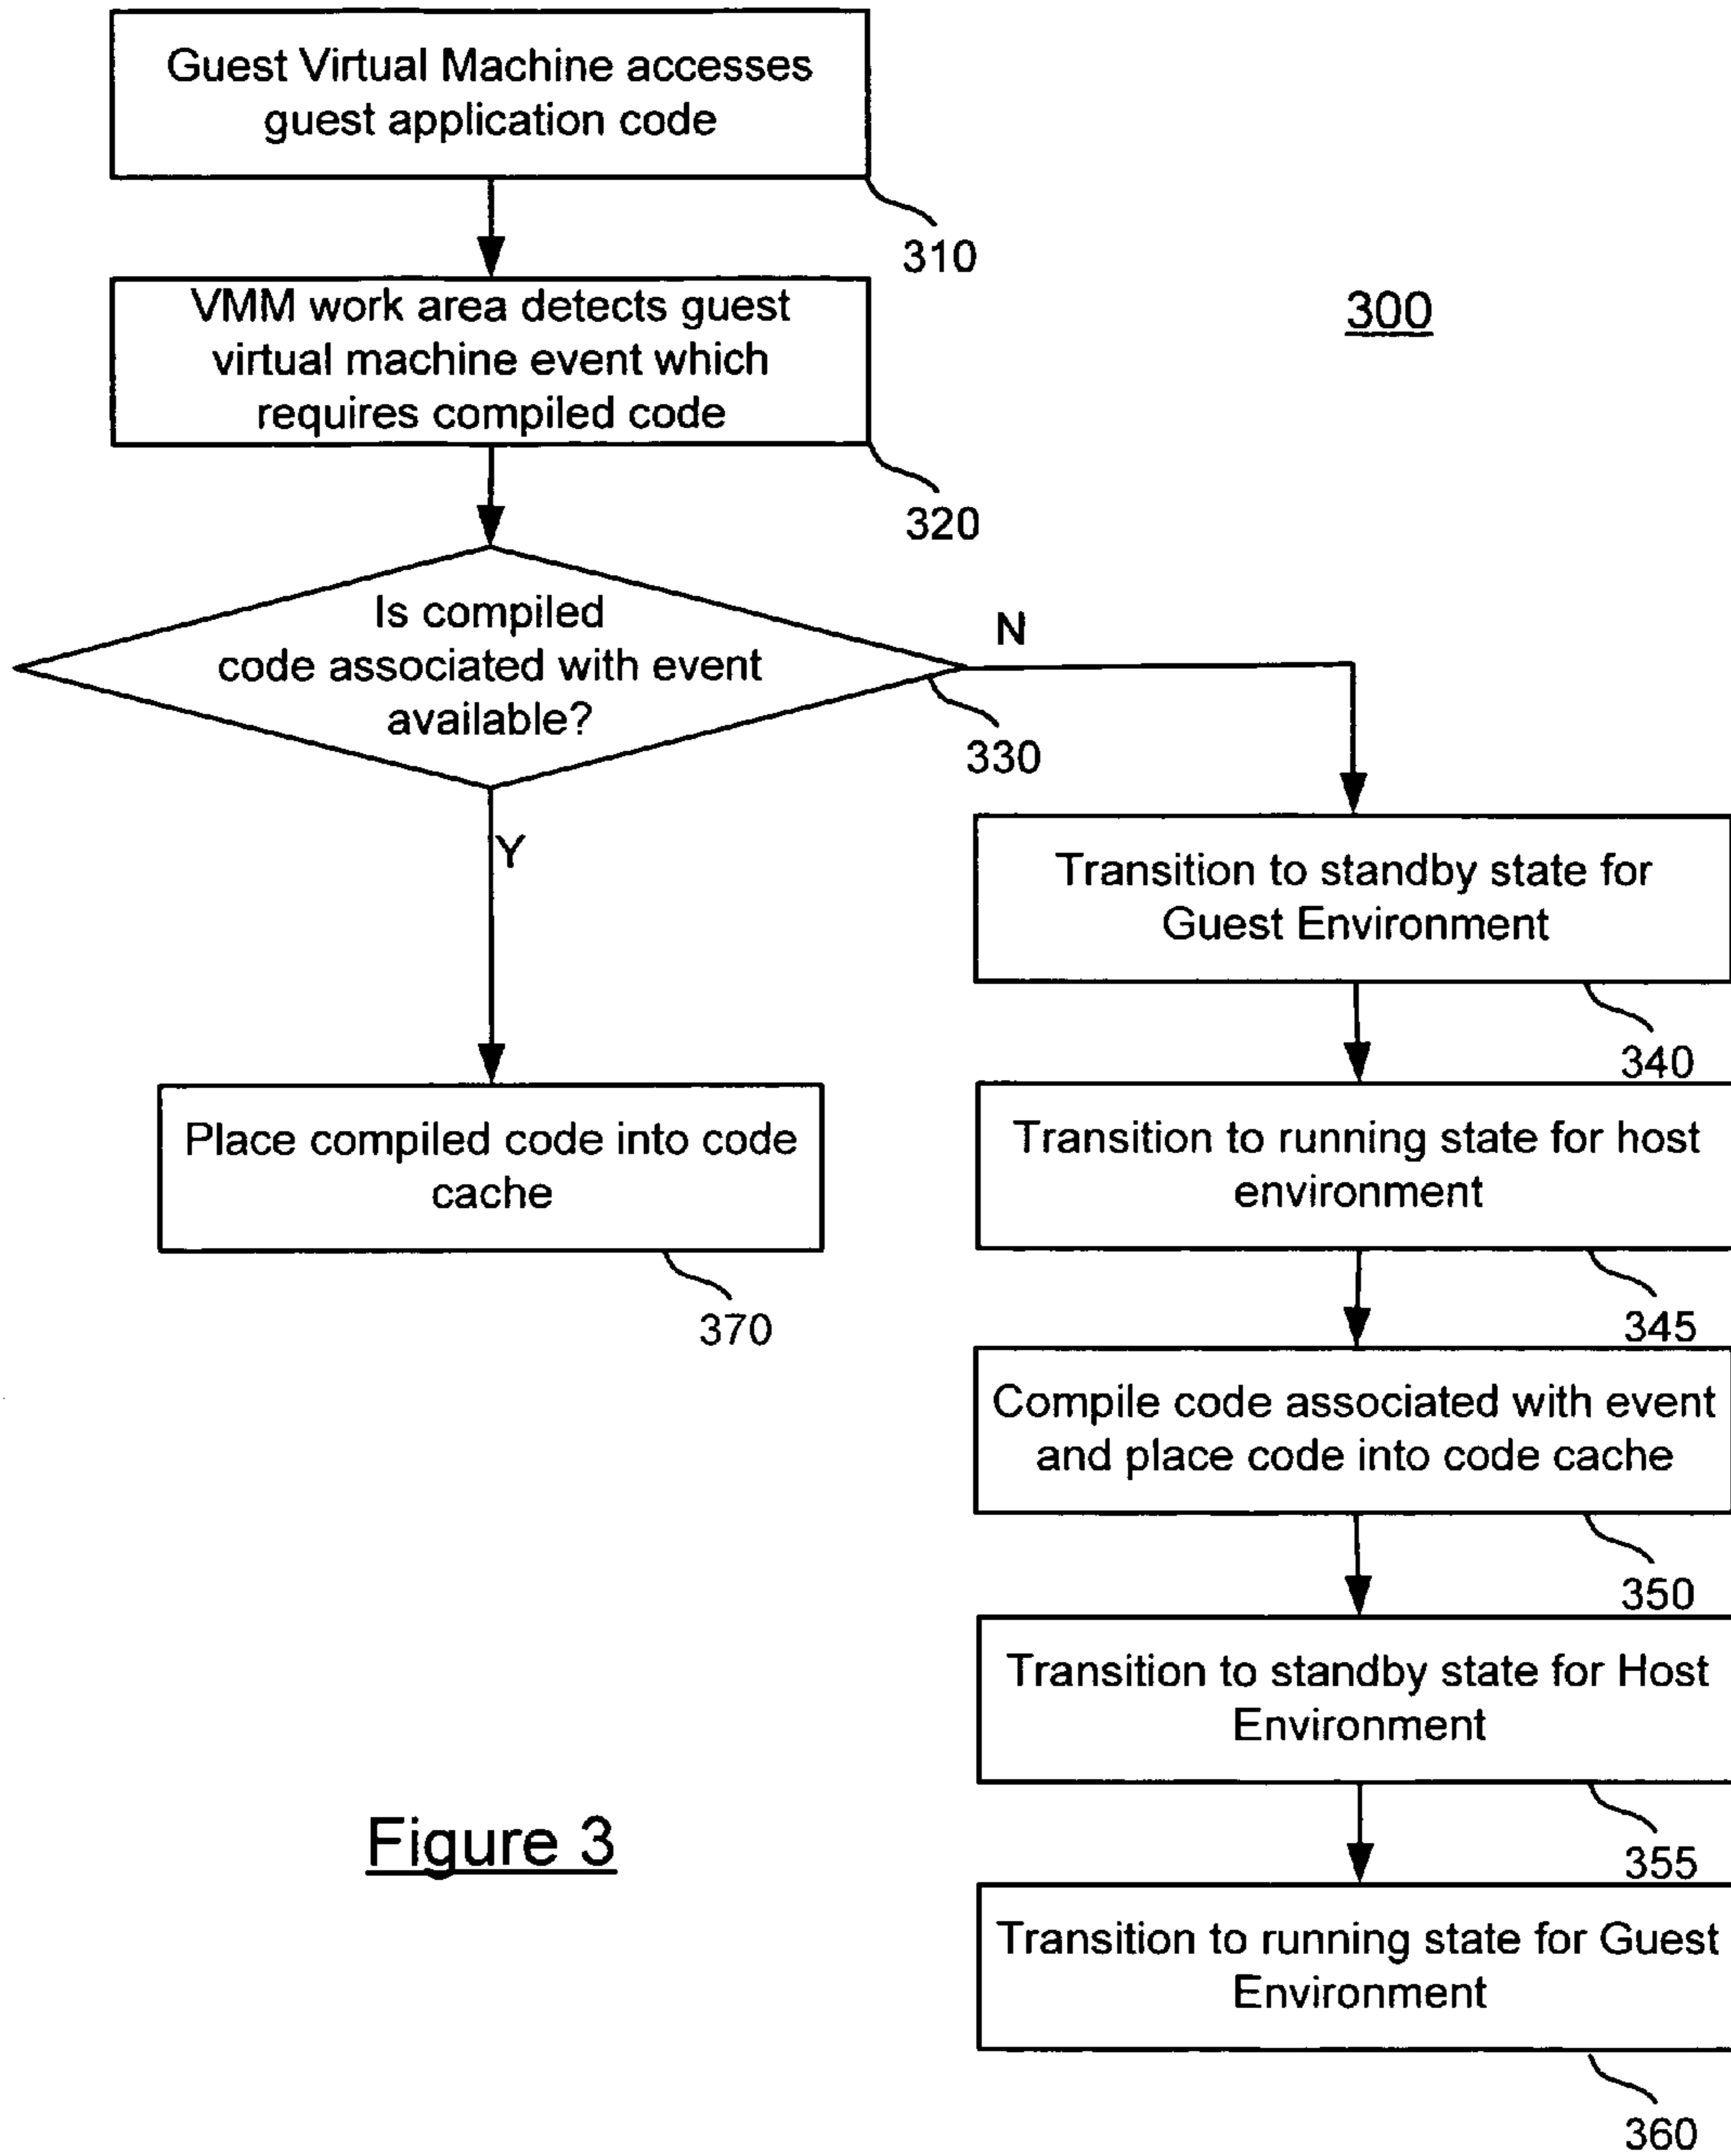 Guest Virtual Machine accesses
guest application code
310
300
VMM work area detects guest
virtual machine event which
requires compiled code
320
Is compiled
code associated with event
available?
N
330
Y
Transition to standby state for
Guest Environment
340
Transition to running state for host
environment
345
Place compiled code into code
cache
370
Compile code associated with event
and place code into code cache
350
Transition to standby state for Host
Environment
355
Transition to running state for Guest
Environment
360
Figure 3